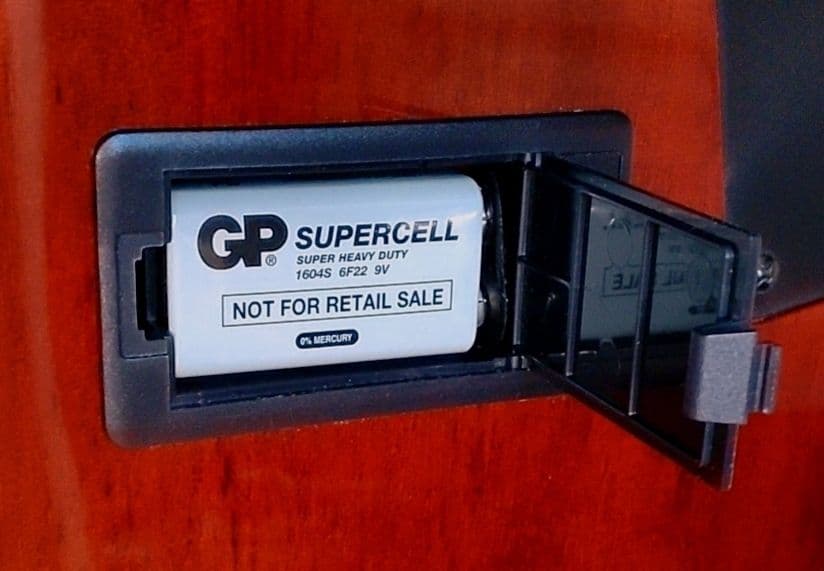 GP® SUPERCELL
SUPER HEAVY DUTY
1604S 6F22 9V
NOT FOR RETAIL SALE
0% MERCURY